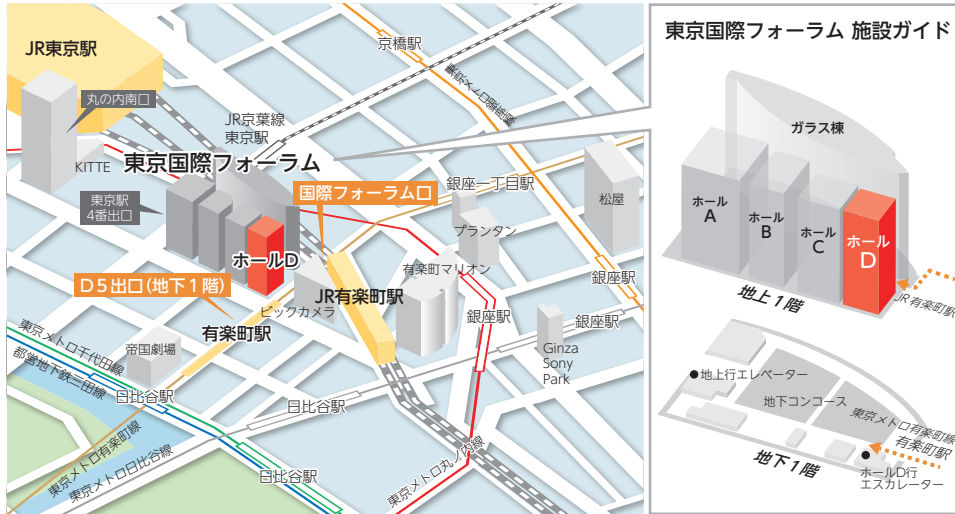 JR東京駅
丸の内南口
KITTE
東京駅
4番出口
JR京葉線
東京駅
東京国際フォーラム
京橋駅
東京メトロ銀座線
国際フォーラム口
銀座一丁目駅
松屋
プランタン
ホールD
D5出口(地下1階)
有楽町マリオン
JR有楽町駅
ビックカメラ
有楽町駅
銀座駅
銀座駅
銀座駅
Ginza
Sony
Park
帝国劇場
東京メトロ千代田線
都営地下鉄三田線
日比谷駅
日比谷駅
日比谷駅
東京メトロ有楽町線
東京メトロ日比谷線
東京メトロ丸ノ内線
東京国際フォーラム 施設ガイド
ガラス棟
ホール
A
ホール
B
ホール
C
ホール
D
地上1階
JR有楽町駅
地上行エレベーター
地下コンコース
東京メトロ有楽町線
有楽町駅
地下1階
ホールD行
エスカレーター